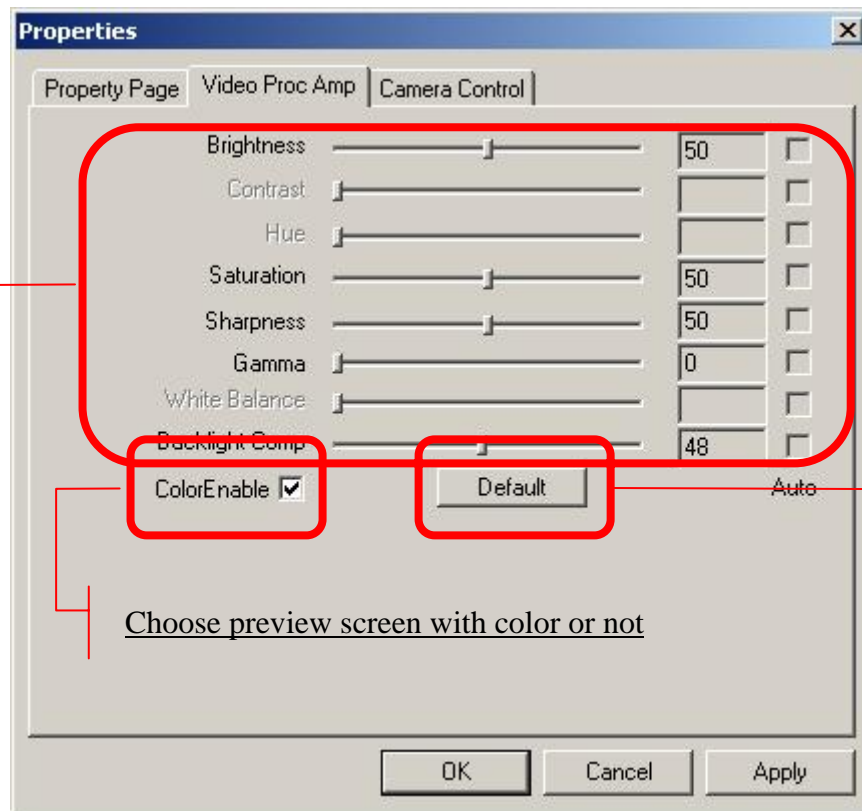 Properties
Property Page Video Proc Amp Camera Control
Brightness 50
Contrast
Hue
Saturation 50
Sharpness 50
Gamma 0
White Balance
Backlight Comp 48
ColorEnable Default Auto
Choose preview screen with color or not
OK Cancel Apply